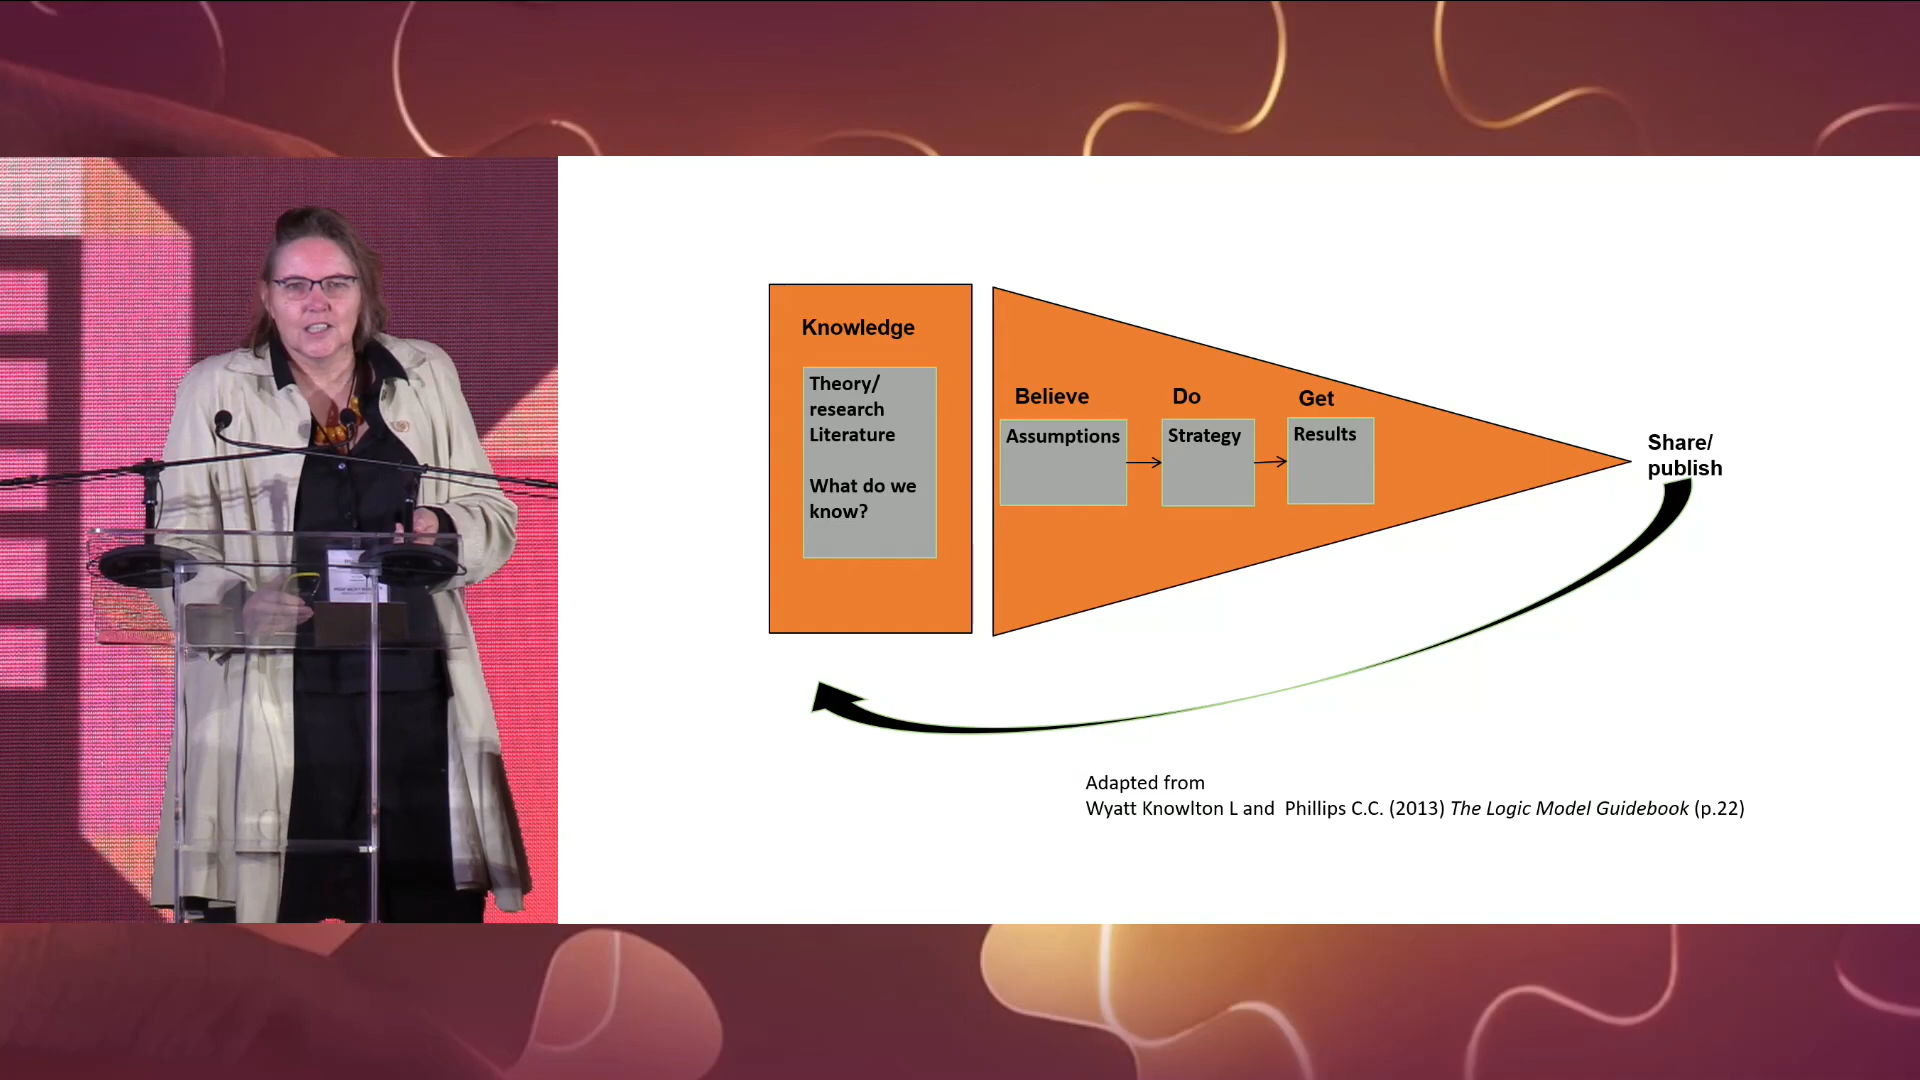 Knowledge
Theory/
research
Literature
What do we
know?
Believe
Assumptions
Do
Strategy
Get
Results
Share/
publish
Adapted from
Wyatt Knowlton L and Phillips C.C. (2013) The Logic Model Guidebook (p.22)